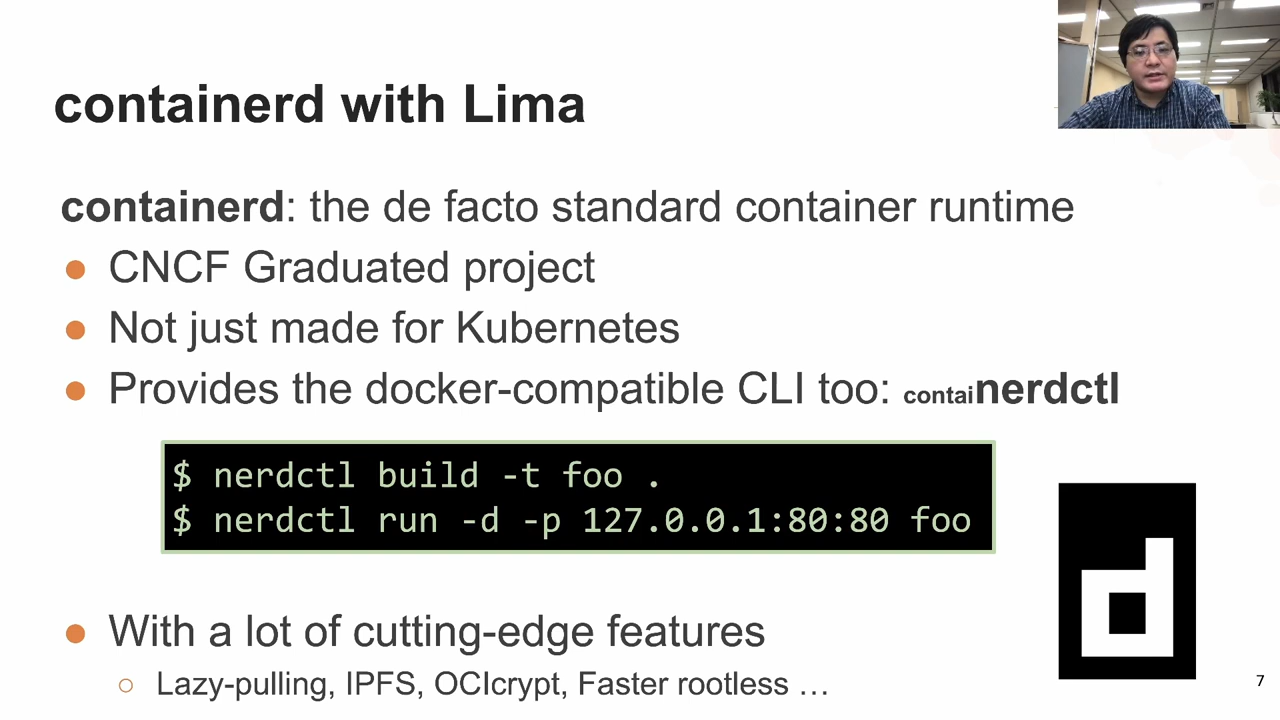 containerd with Lima
containerd: the de facto standard container runtime
● CNCF Graduated project
● Not just made for Kubernetes
● Provides the docker-compatible CLI too: containerdctl
$ nerdctl build -t foo .
$ nerdctl run -d -p 127.0.0.1:80:80 foo
● With a lot of cutting-edge features
○ Lazy-pulling, IPFS, OCIcrypt, Faster rootless …
d
7